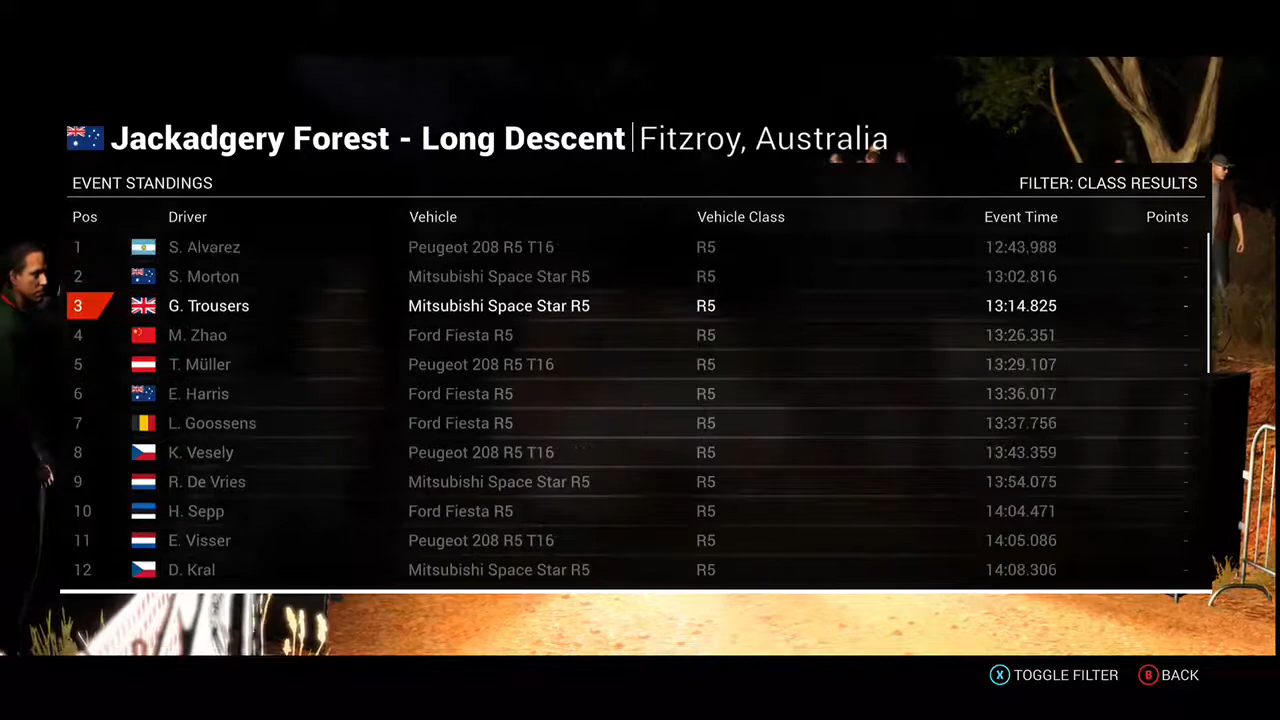 Jackadgery Forest - Long Descent | Fitzroy, Australia
EVENT STANDINGS FILTER: CLASS RESULTS
Pos Driver Vehicle Vehicle Class Event Time Points
1 S. Alvarez Peugeot 208 R5 T16 R5 12:43.988 -
2 S. Morton Mitsubishi Space Star R5 R5 13:02.816 -
3 G. Trousers Mitsubishi Space Star R5 R5 13:14.825 -
4 M. Zhao Ford Fiesta R5 R5 13:26.351 -
5 T. Müller Peugeot 208 R5 T16 R5 13:29.107 -
6 E. Harris Ford Fiesta R5 R5 13:36.017 -
7 L. Goossens Ford Fiesta R5 R5 13:37.756 -
8 K. Vesely Peugeot 208 R5 T16 R5 13:43.359 -
9 R. De Vries Mitsubishi Space Star R5 R5 13:54.075 -
10 H. Sepp Ford Fiesta R5 R5 14:04.471 -
11 E. Visser Peugeot 208 R5 T16 R5 14:05.086 -
12 D. Kral Mitsubishi Space Star R5 R5 14:08.306 -
X TOGGLE FILTER B BACK